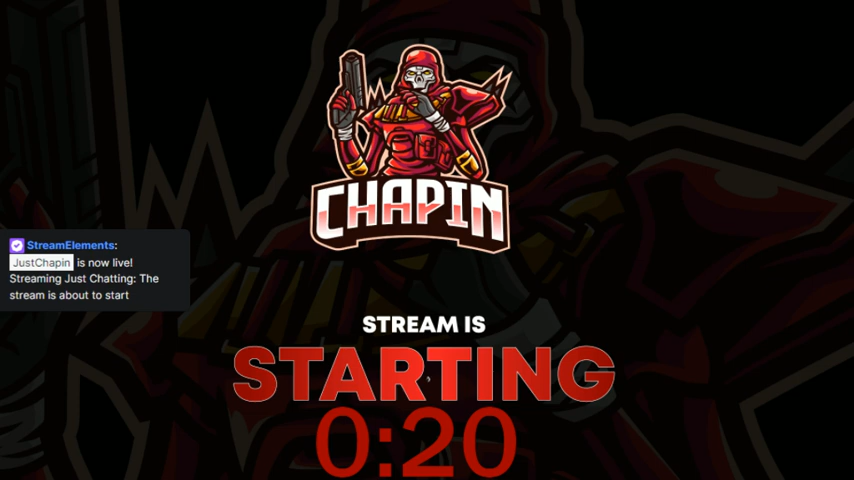 CHAPIN
StreamElements:
JustChapin is now live!
Streaming Just Chatting: The
stream is about to start
STREAM IS
STARTING
0:20